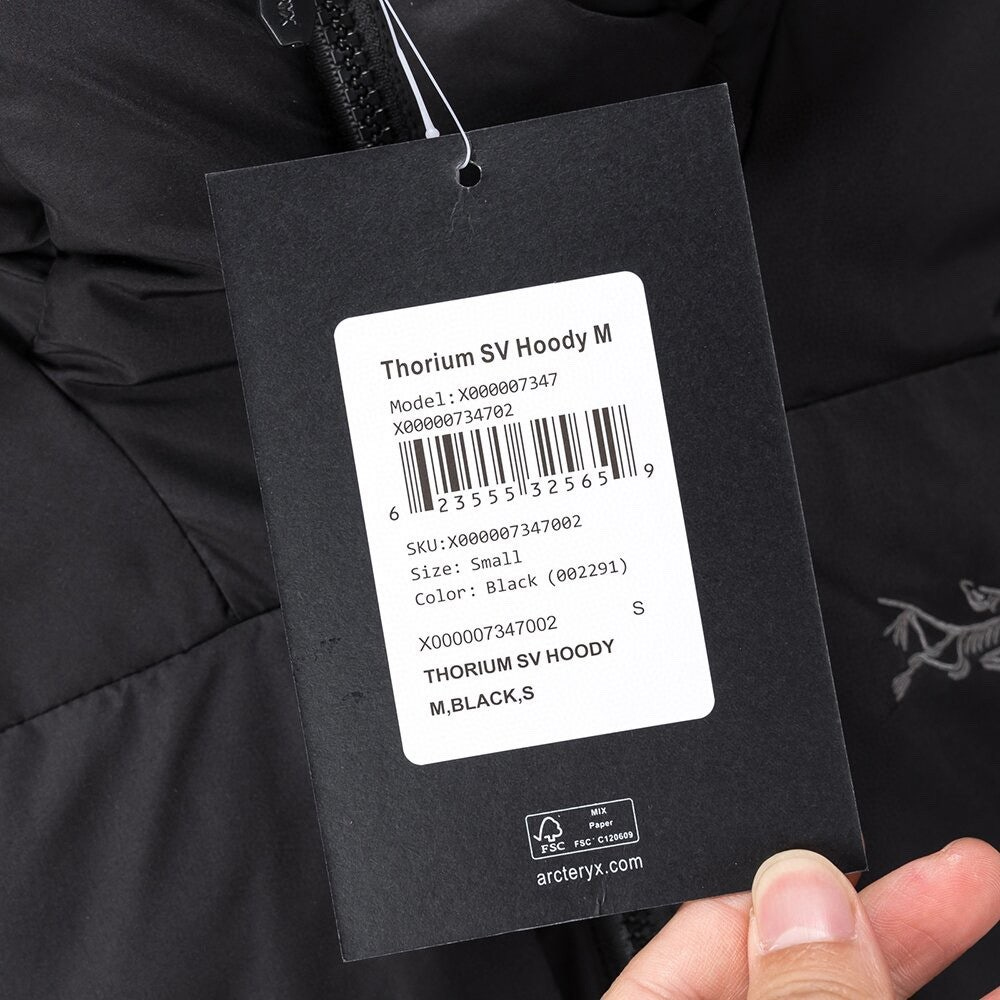 Thorium SV Hoody M
Model:X000007347
X00000734702
6 23555 32565 9
SKU:X000007347002
Size: Small
Color: Black (002291)
X000007347002 S
THORIUM SV HOODY
M,BLACK,S
MIX
Paper
FSC FSC® C120609
arcteryx.com